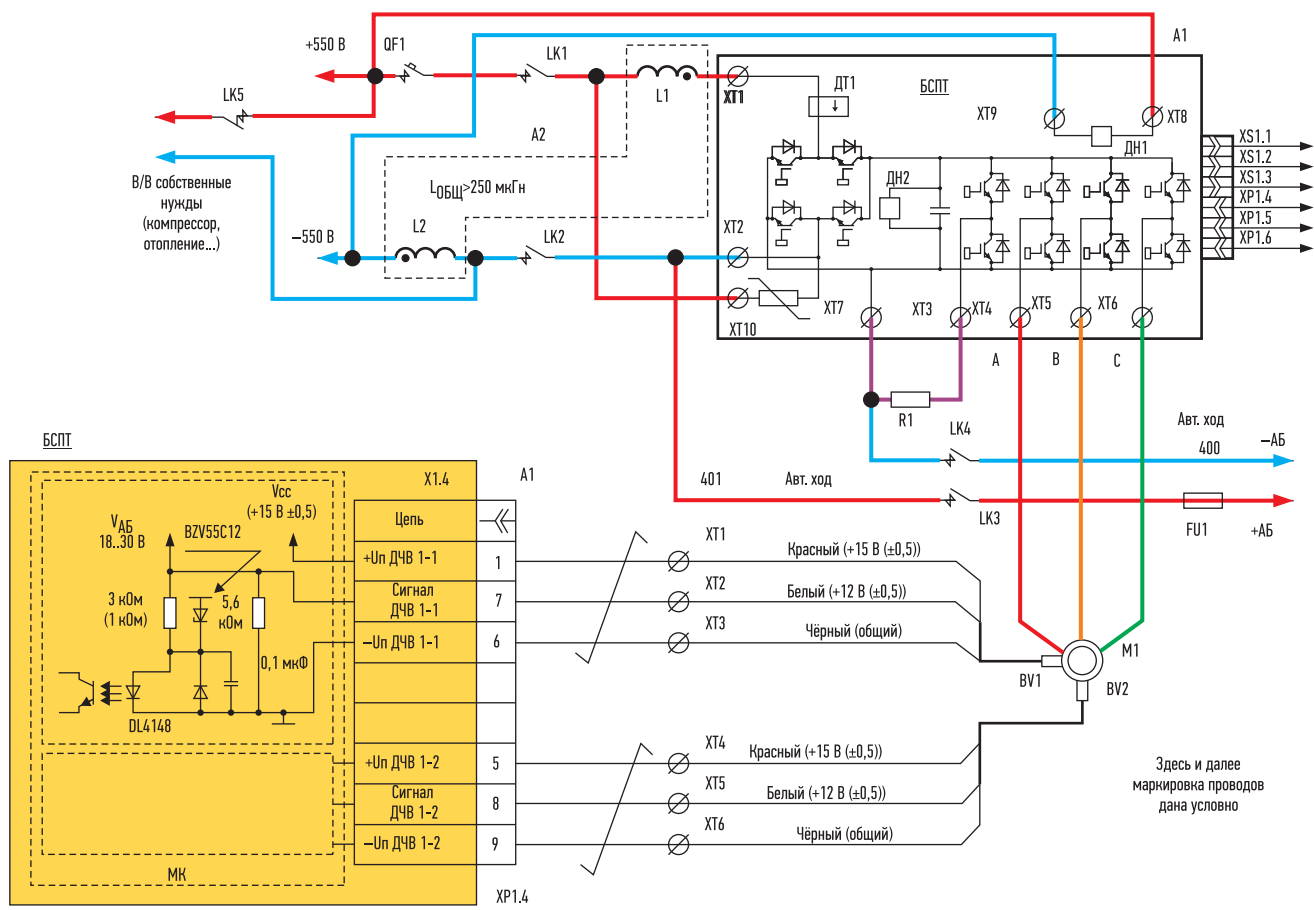 +550 В
QF1
LK1
A1
XT1
L1
ДТ1
БСПТ
XT9
XT8
LK5
A2
ДН1
XS1.1
XS1.2
XS1.3
XP1.4
XP1.5
XP1.6
В/В собственные
нужды
(компрессор,
отопление...)
LОБЩ>250 мкГн
ДН2
–550 В
L2
LK2
XT2
XT10
XT7
XT3
XT4
XT5
XT6
A
B
C
R1
LK4
Авт. ход
400
–АБ
401
Авт. ход
LK3
FU1
+АБ
БСПТ
X1.4
A1
Vcc
(+15 В ±0,5)
VАБ
18..30 В
BZV55C12
3 кОм
(1 кОм)
5,6
кОм
0,1 мкФ
DL4148
Цепь
+Uп ДЧВ 1-1
1
Сигнал
ДЧВ 1-1
7
–Uп ДЧВ 1-1
6
+Uп ДЧВ 1-2
5
Сигнал
ДЧВ 1-2
8
–Uп ДЧВ 1-2
9
МК
XP1.4
XT1
Красный (+15 В (±0,5))
XT2
Белый (+12 В (±0,5))
XT3
Чёрный (общий)
BV1
M1
BV2
XT4
Красный (+15 В (±0,5))
XT5
Белый (+12 В (±0,5))
XT6
Чёрный (общий)
Здесь и далее
маркировка проводов
дана условно